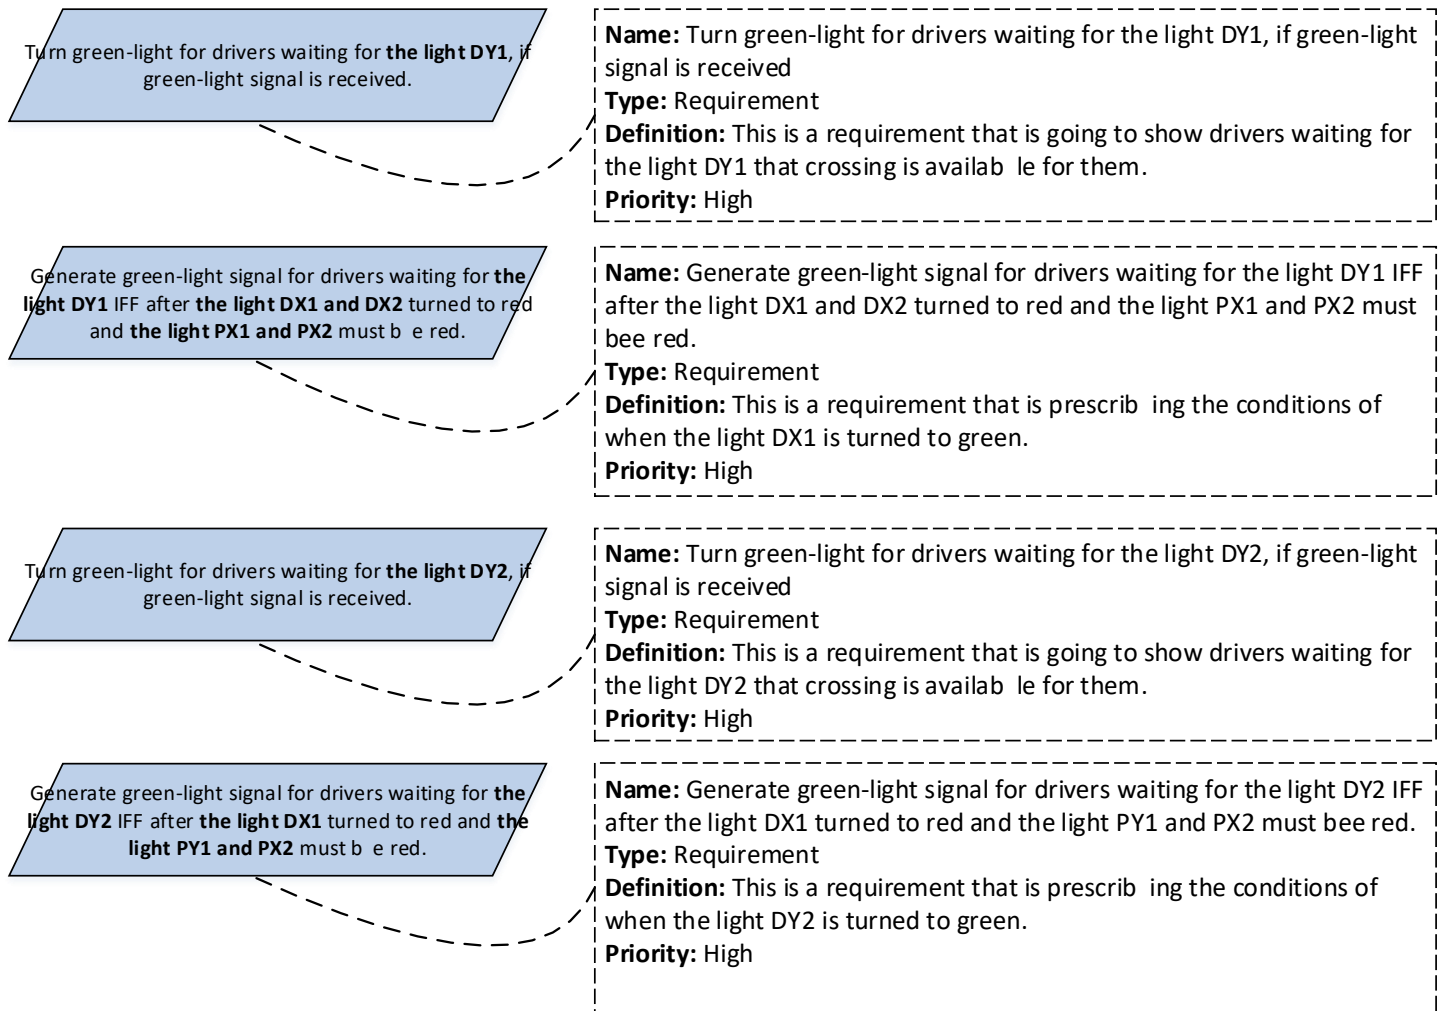 Turn green-light for drivers waiting for the light DY1, if
green-light signal is received.
Name: Turn green-light for drivers waiting for the light DY1, if green-light
signal is received
Type: Requirement
Definition: This is a requirement that is going to show drivers waiting for
the light DY1 that crossing is availab le for them.
Priority: High
Generate green-light signal for drivers waiting for the
light DY1 IFF after the light DX1 and DX2 turned to red
and the light PX1 and PX2 must b e red.
Name: Generate green-light signal for drivers waiting for the light DY1 IFF
after the light DX1 and DX2 turned to red and the light PX1 and PX2 must
bee red.
Type: Requirement
Definition: This is a requirement that is prescrib ing the conditions of
when the light DX1 is turned to green.
Priority: High
Turn green-light for drivers waiting for the light DY2, if
green-light signal is received.
Name: Turn green-light for drivers waiting for the light DY2, if green-light
signal is received
Type: Requirement
Definition: This is a requirement that is going to show drivers waiting for
the light DY2 that crossing is availab le for them.
Priority: High
Generate green-light signal for drivers waiting for the
light DY2 IFF after the light DX1 turned to red and the
light PY1 and PX2 must b e red.
Name: Generate green-light signal for drivers waiting for the light DY2 IFF
after the light DX1 turned to red and the light PY1 and PX2 must bee red.
Type: Requirement
Definition: This is a requirement that is prescrib ing the conditions of
when the light DY2 is turned to green.
Priority: High